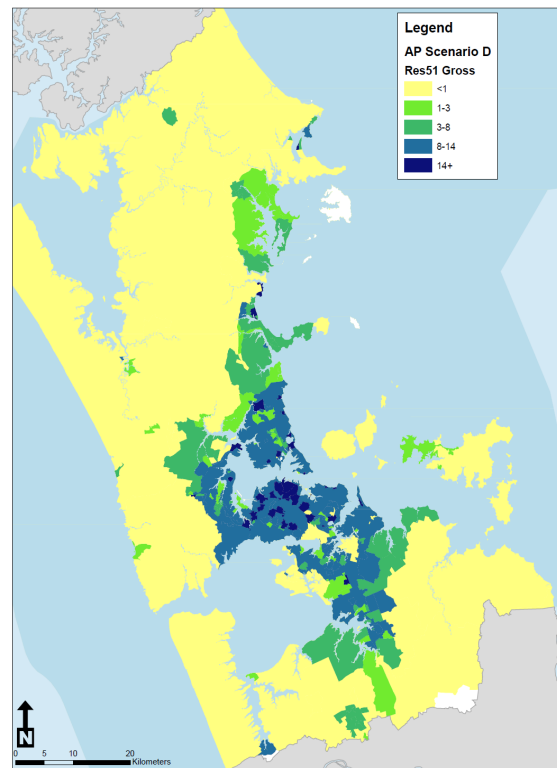 Legend
AP Scenario D
Res51 Gross
<1
1-3
3-8
8-14
14+
N
0 5 10 20
Kilometers